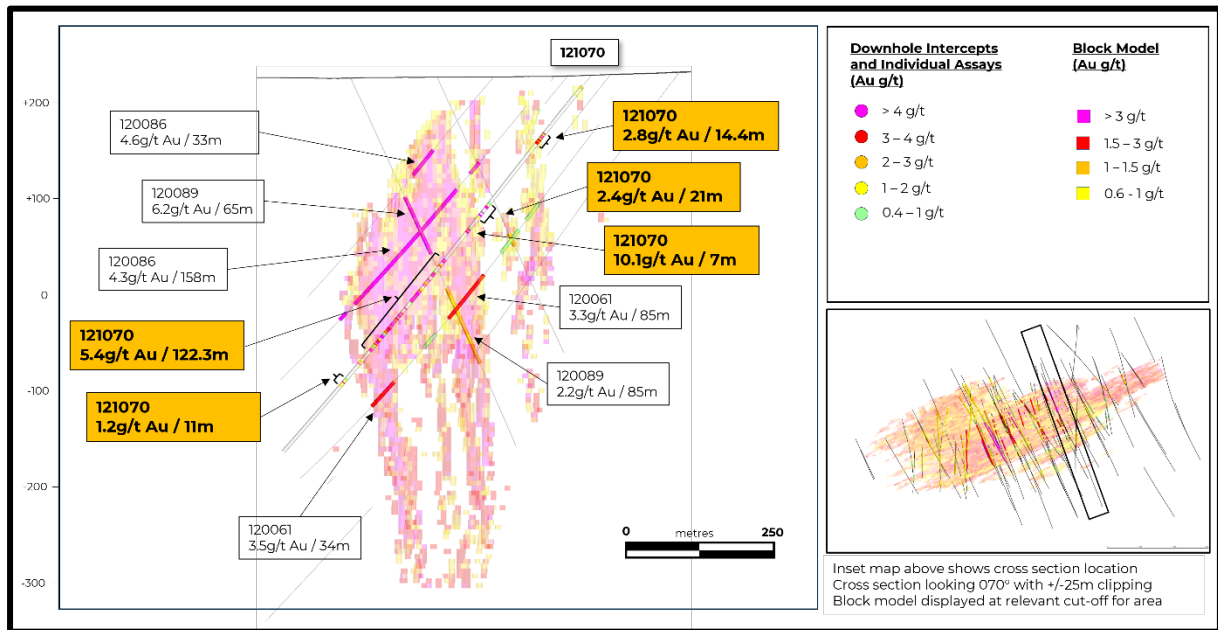 121070
+200
+100
0
-100
-200
-300
120086
4.6g/t Au / 33m
120089
6.2g/t Au / 65m
120086
4.3g/t Au / 158m
121070
5.4g/t Au / 122.3m
121070
1.2g/t Au / 11m
120061
3.5g/t Au / 34m
121070
2.8g/t Au / 14.4m
121070
2.4g/t Au / 21m
121070
10.1g/t Au / 7m
120061
3.3g/t Au / 85m
120089
2.2g/t Au / 85m
0 metres 250
Downhole Intercepts
and Individual Assays
(Au g/t)
> 4 g/t
3 – 4 g/t
2 – 3 g/t
1 – 2 g/t
0.4 – 1 g/t
Block Model
(Au g/t)
> 3 g/t
1.5 – 3 g/t
1 – 1.5 g/t
0.6 - 1 g/t
Inset map above shows cross section location
Cross section looking 070° with +/-25m clipping
Block model displayed at relevant cut-off for area